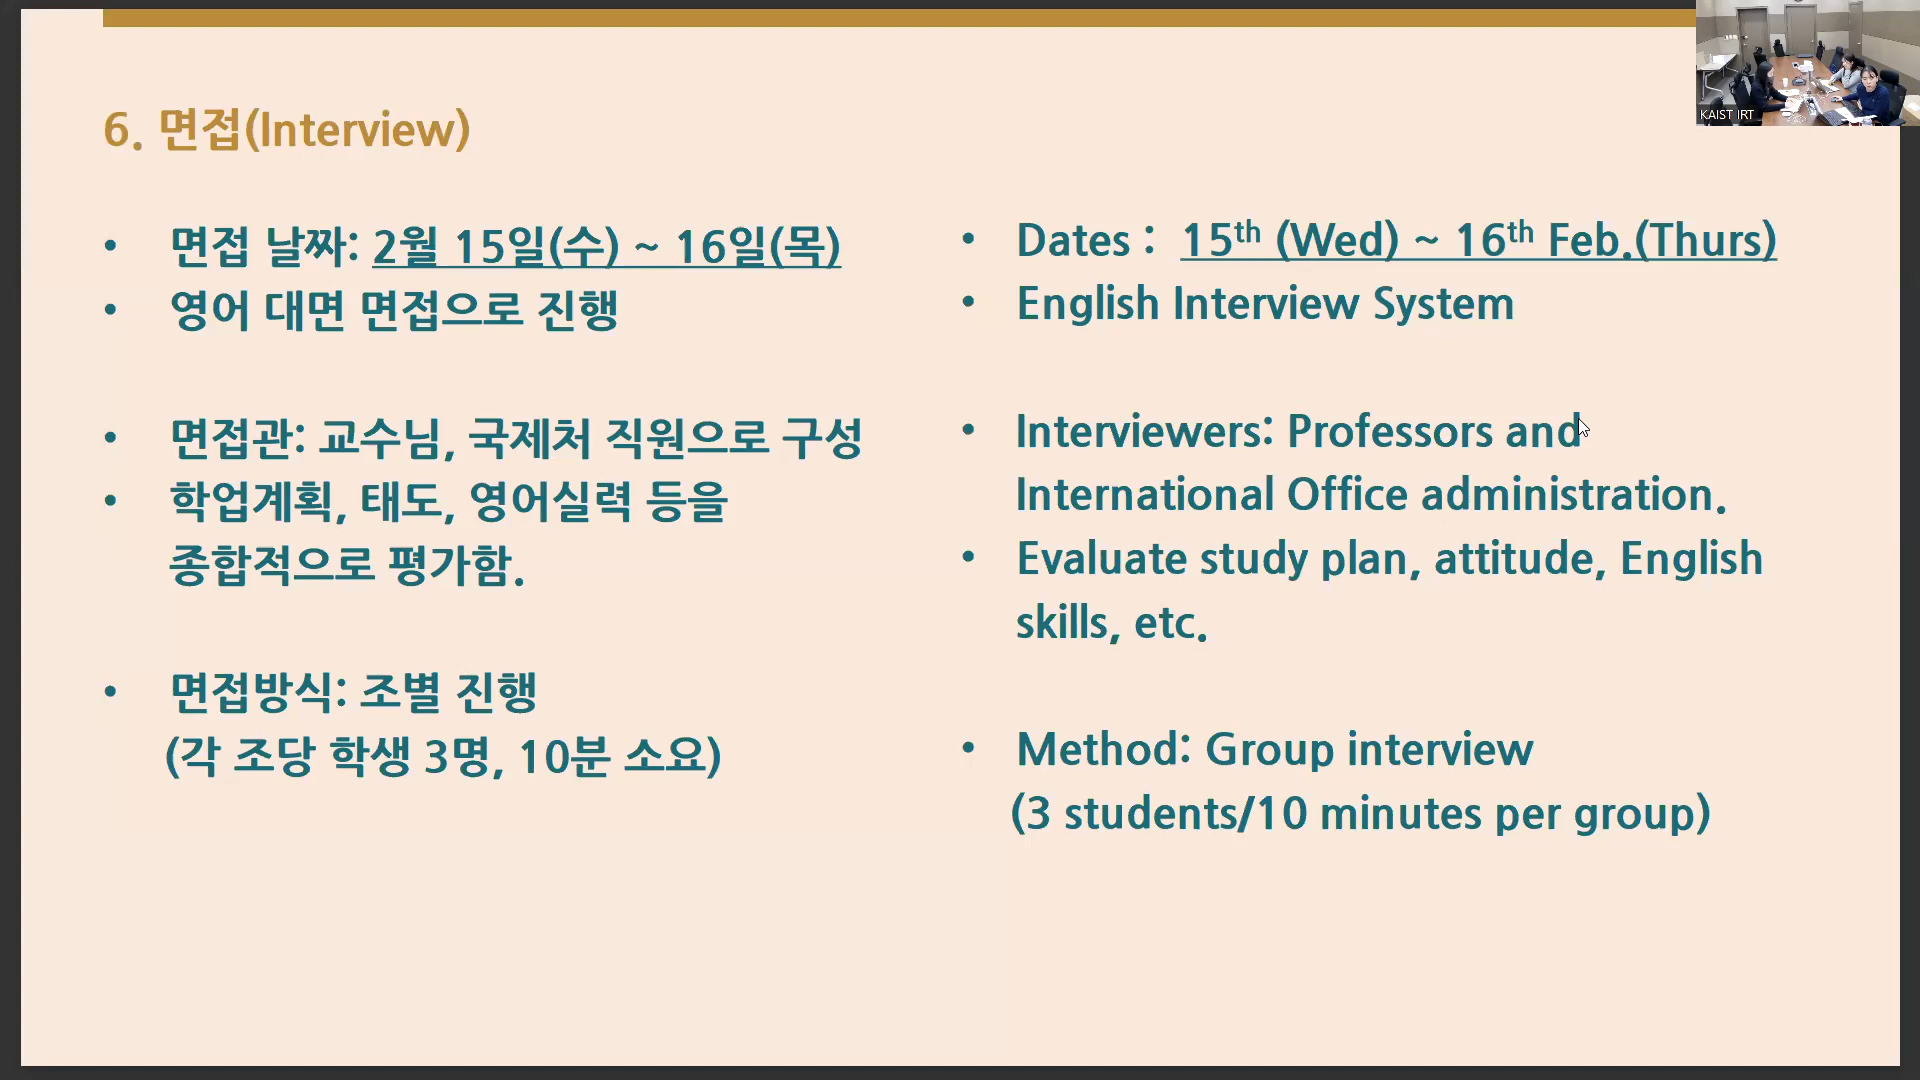 6. 면접(Interview)
• 면접 날짜: 2월 15일(수) ~ 16일(목)
• 영어 대면 면접으로 진행
• 면접관: 교수님, 국제처 직원으로 구성
• 학업계획, 태도, 영어실력 등을
종합적으로 평가함.
• 면접방식: 조별 진행
(각 조당 학생 3명, 10분 소요)
• Dates : 15th (Wed) ~ 16th Feb.(Thurs)
• English Interview System
• Interviewers: Professors and
International Office administration.
• Evaluate study plan, attitude, English
skills, etc.
• Method: Group interview
(3 students/10 minutes per group)
KAIST IRT